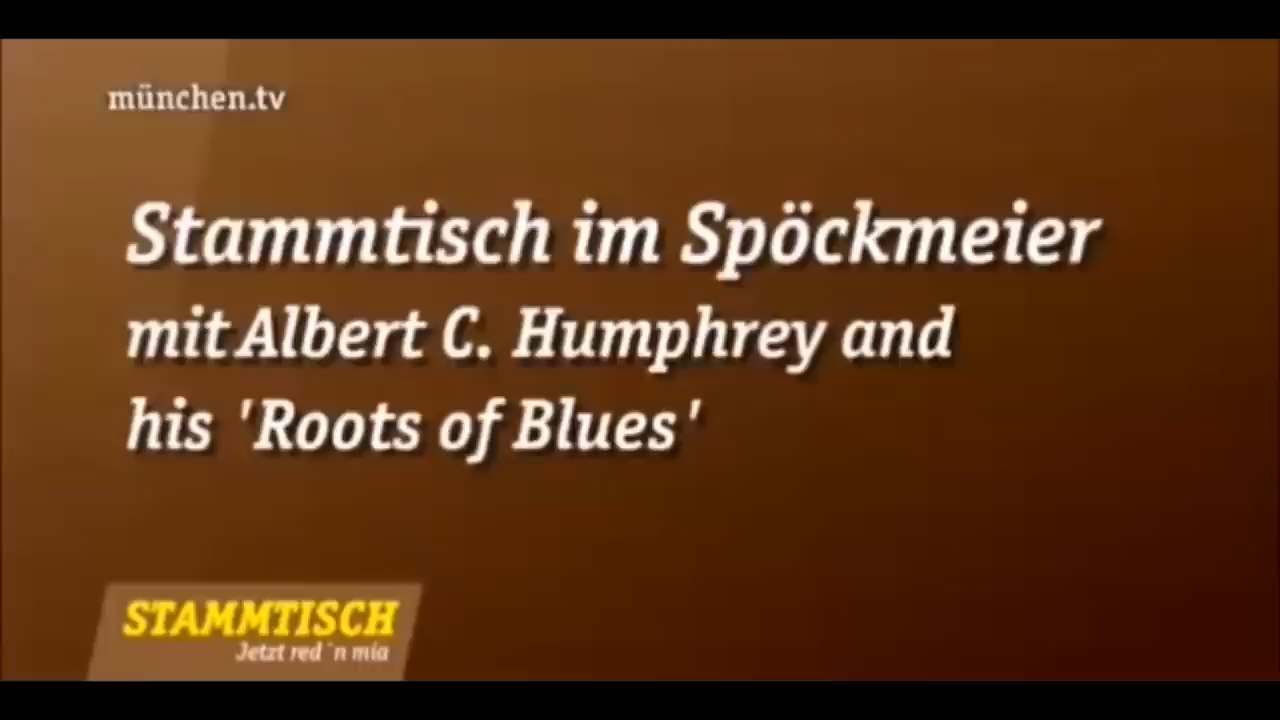 münchen.tv
Stammtisch im Spöckmeier
mit Albert C. Humphrey and
his 'Roots of Blues'
STAMMTISCH
Jetzt red ´n mia